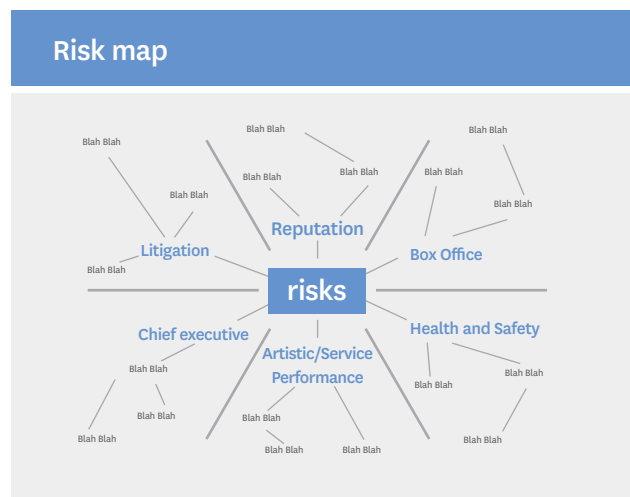 Risk map
Blah Blah
Blah Blah
Blah Blah
Litigation
Blah Blah
Blah Blah
Blah Blah
Blah Blah
Reputation
Blah Blah
Blah Blah
Blah Blah
Box Office
risks
Chief executive
Blah Blah
Blah Blah
Blah Blah
Artistic/Service
Performance
Blah Blah
Blah Blah
Blah Blah
Health and Safety
Blah Blah
Blah Blah
Blah Blah